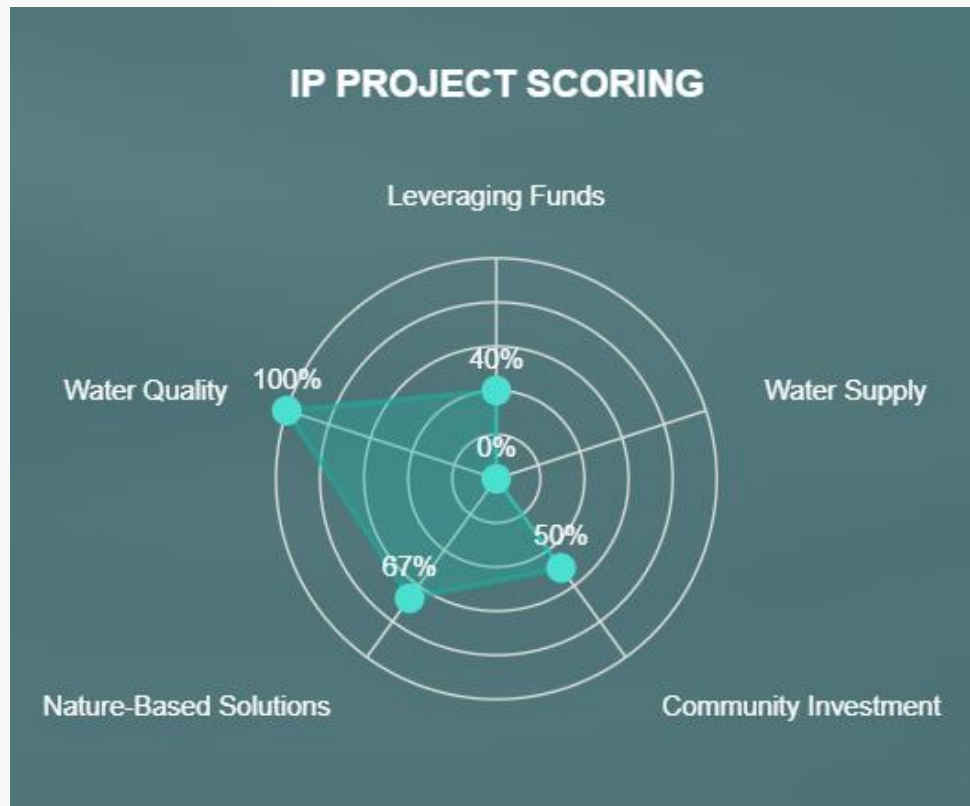 IP PROJECT SCORING
Leveraging Funds
40%
Water Quality
100%
Water Supply
0%
50%
67%
Nature-Based Solutions
Community Investment